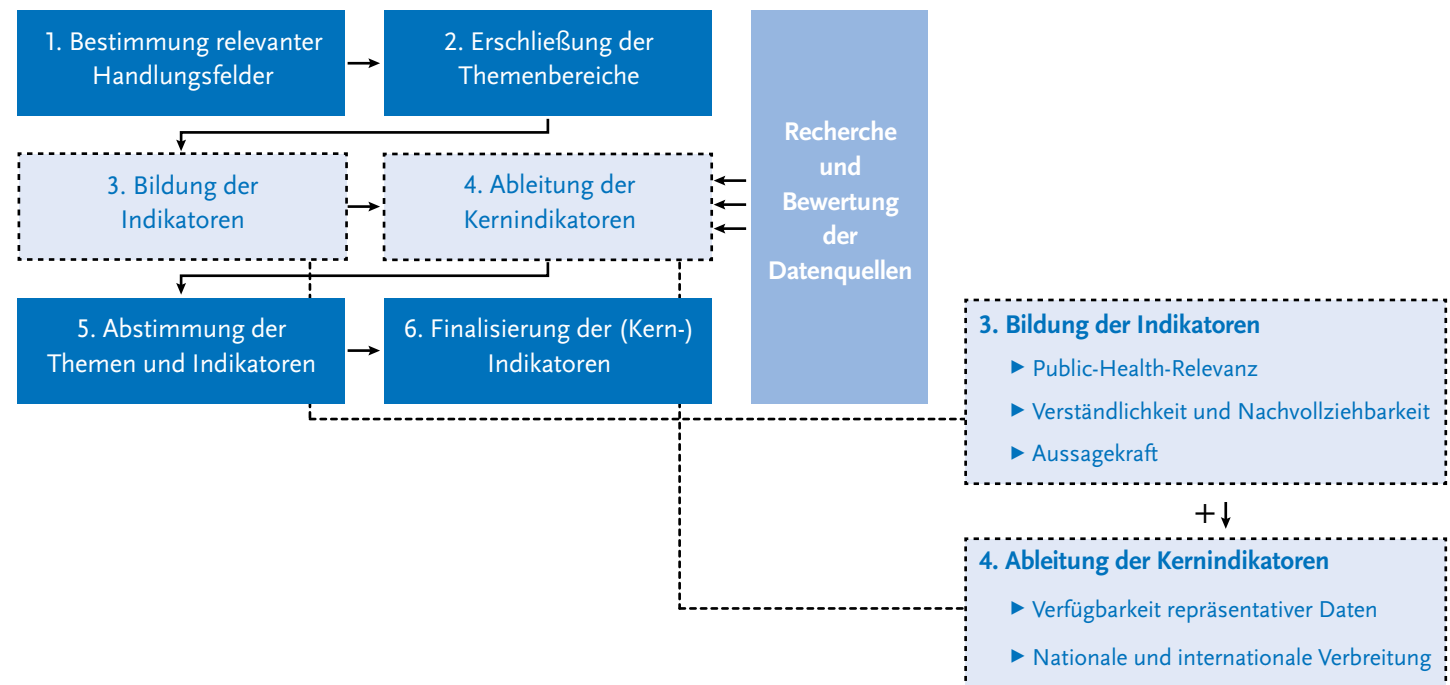 1. Bestimmung relevanter
Handlungsfelder
2. Erschließung der
Themenbereiche
3. Bildung der
Indikatoren
4. Ableitung der
Kernindikatoren
5. Abstimmung der
Themen und Indikatoren
6. Finalisierung der (Kern-)
Indikatoren
Recherche
und
Bewertung
der
Datenquellen
3. Bildung der Indikatoren
▶ Public-Health-Relevanz
▶ Verständlichkeit und Nachvollziehbarkeit
▶ Aussagekraft
+
4. Ableitung der Kernindikatoren
▶ Verfügbarkeit repräsentativer Daten
▶ Nationale und internationale Verbreitung